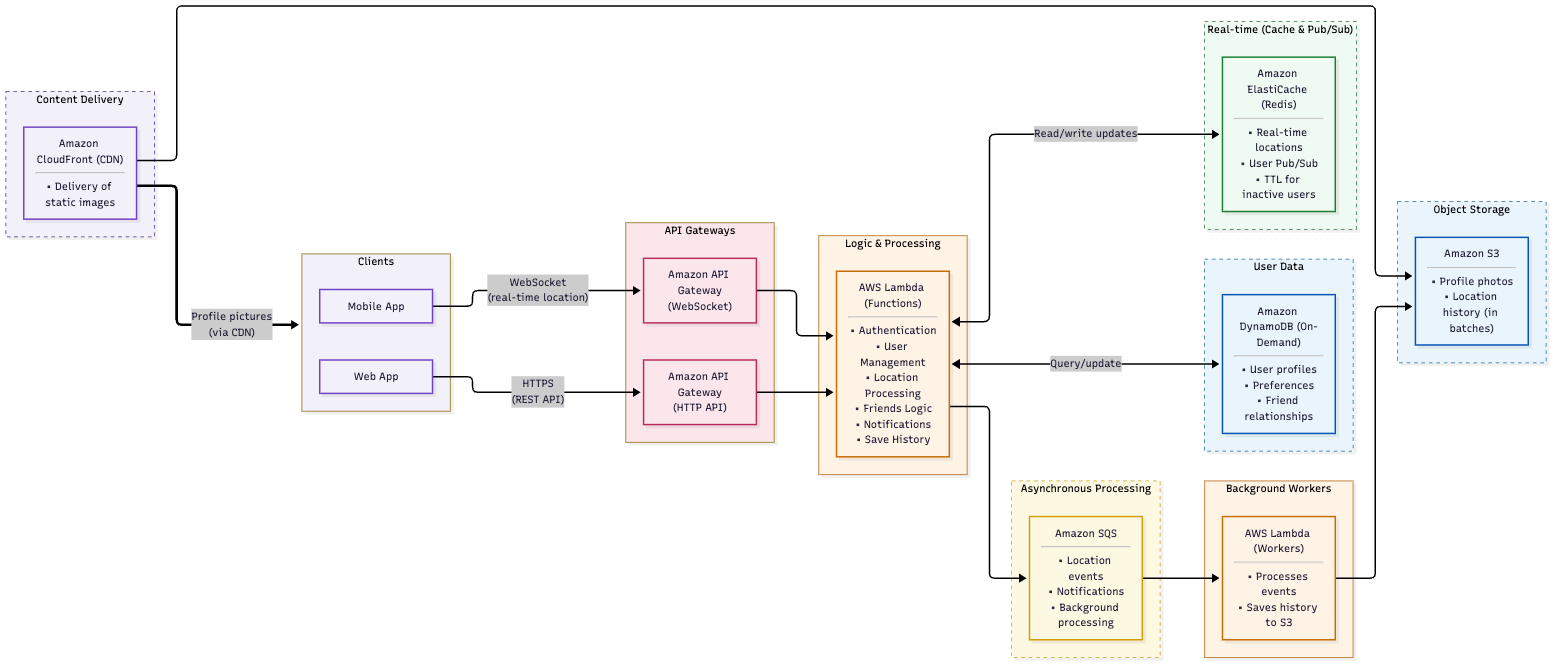 Content Delivery
Amazon
CloudFront (CDN)
▪ Delivery of
static images
Profile pictures
(via CDN)
Clients
Mobile App
Web App
WebSocket
(real-time location)
HTTPS
(REST API)
API Gateways
Amazon API
Gateway
(WebSocket)
Amazon API
Gateway
(HTTP API)
Logic & Processing
AWS Lambda
(Functions)
▪ Authentication
▪ User
Management
▪ Location
Processing
▪ Friends Logic
▪ Notifications
▪ Save History
Read/write updates
Query/update
Real-time (Cache & Pub/Sub)
Amazon
ElastiCache
(Redis)
▪ Real-time
locations
▪ User Pub/Sub
▪ TTL for
inactive users
User Data
Amazon
DynamoDB (On-
Demand)
▪ User profiles
▪ Preferences
▪ Friend
relationships
Asynchronous Processing
Amazon SQS
▪ Location
events
▪ Notifications
▪ Background
processing
Background Workers
AWS Lambda
(Workers)
▪ Processes
events
▪ Saves history
to S3
Object Storage
Amazon S3
▪ Profile photos
▪ Location
history (in
batches)